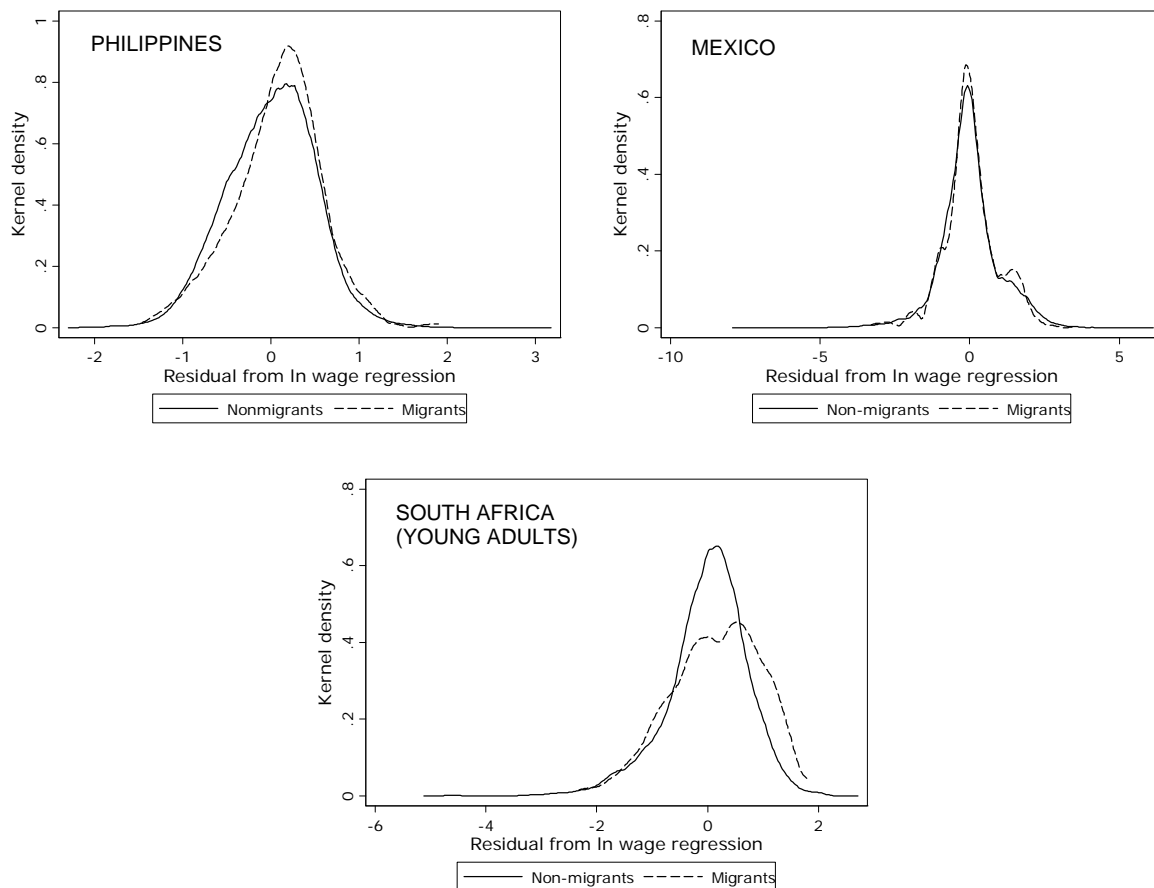 PHILIPPINES
Kernel density
0 .2 .4 .6 .8 1
-2 -1 0 1 2 3
Residual from ln wage regression
Nonmigrants Migrants
MEXICO
Kernel density
0 .2 .4 .6 .8
-10 -5 0 5
Residual from ln wage regression
Non-migrants Migrants
SOUTH AFRICA
(YOUNG ADULTS)
Kernel density
0 .2 .4 .6 .8
-6 -4 -2 0 2
Residual from ln wage regression
Non-migrants Migrants